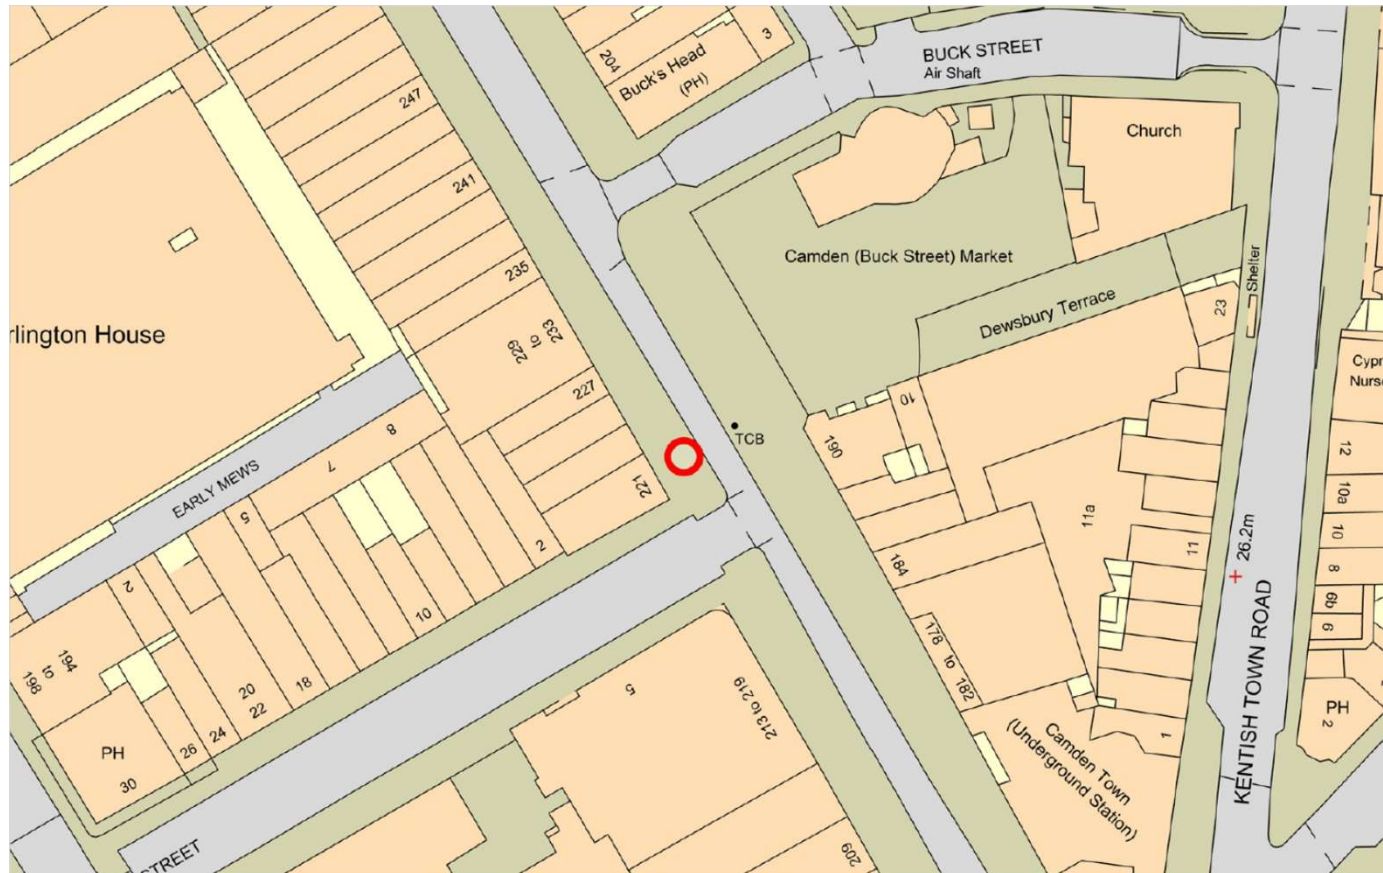 BUCK STREET
Air Shaft
204
Buck's Head
(PH)
3
247
241
235
233
to
229
227
221
Church
Camden (Buck Street) Market
Dewsbury Terrace
Shelter
23
rlington House
EARLY MEWS
8
7
5
2
2
10
TCB
190
10
184
178 to
182
11a
11
26.2m
KENTISH TOWN ROAD
Cypr
Nurse
12
10a
10
8
6b
6
PH
2
1
Camden Town
(Underground Station)
198
to
194
20
22
18
24
26
PH
30
5
213 to 219
209
STREET